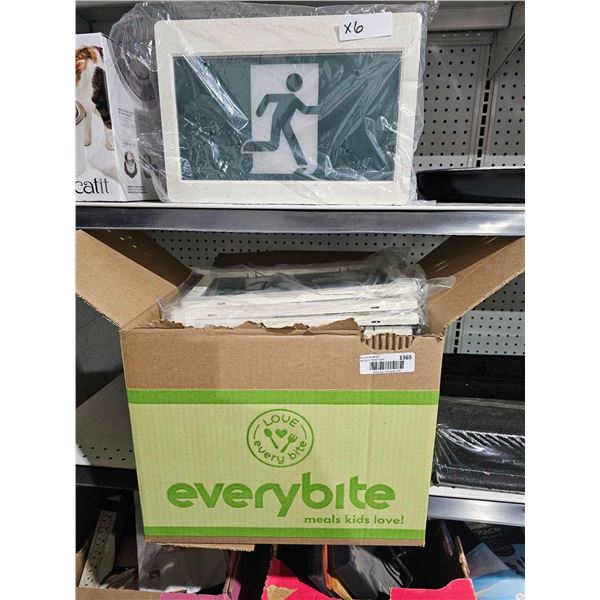 x6
catit
1365
LOVE
every bite
everybite
meals kids love!